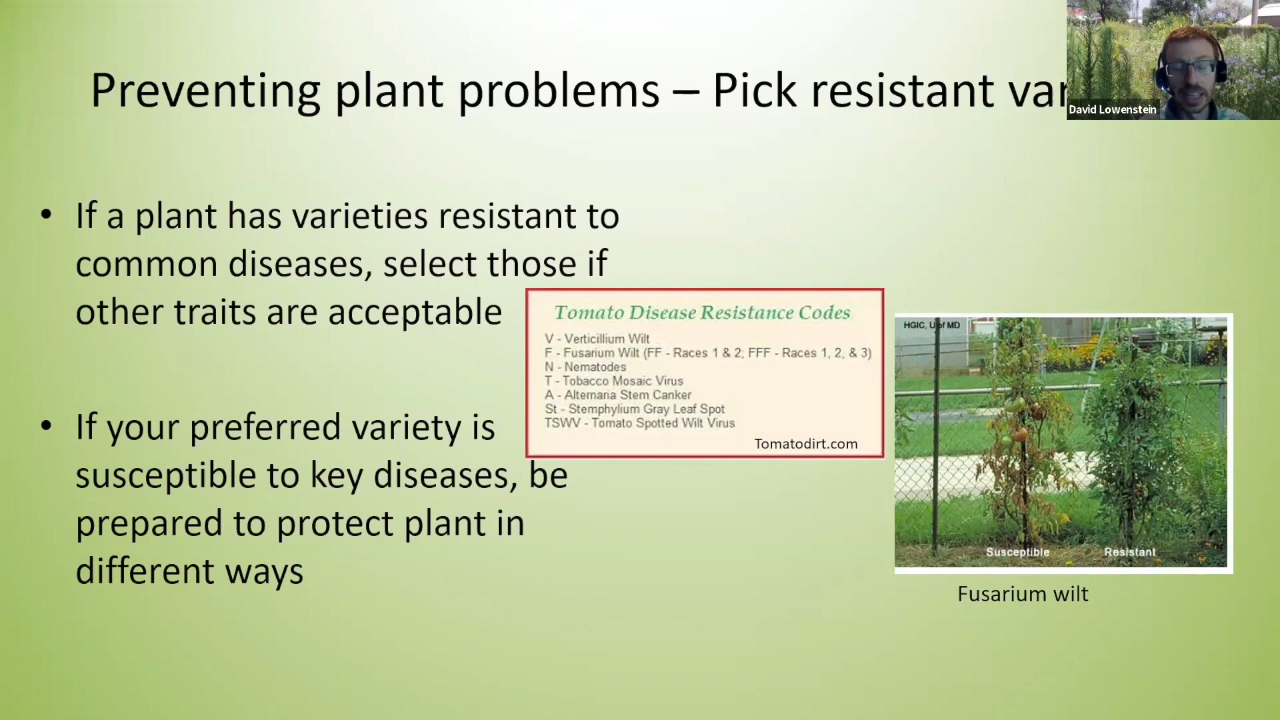 Preventing plant problems – Pick resistant var
David Lowenstein
• If a plant has varieties resistant to
common diseases, select those if
other traits are acceptable
• If your preferred variety is
susceptible to key diseases, be
prepared to protect plant in
different ways
Tomato Disease Resistance Codes
V - Verticillium Wilt
F - Fusarium Wilt (FF - Races 1 & 2; FFF - Races 1, 2, & 3)
N - Nematodes
T - Tobacco Mosaic Virus
A - Alternaria Stem Canker
St - Stemphylium Gray Leaf Spot
TSWV - Tomato Spotted Wilt Virus
Tomatodirt.com
HGIC, U of MD
Susceptible
Resistant
Fusarium wilt